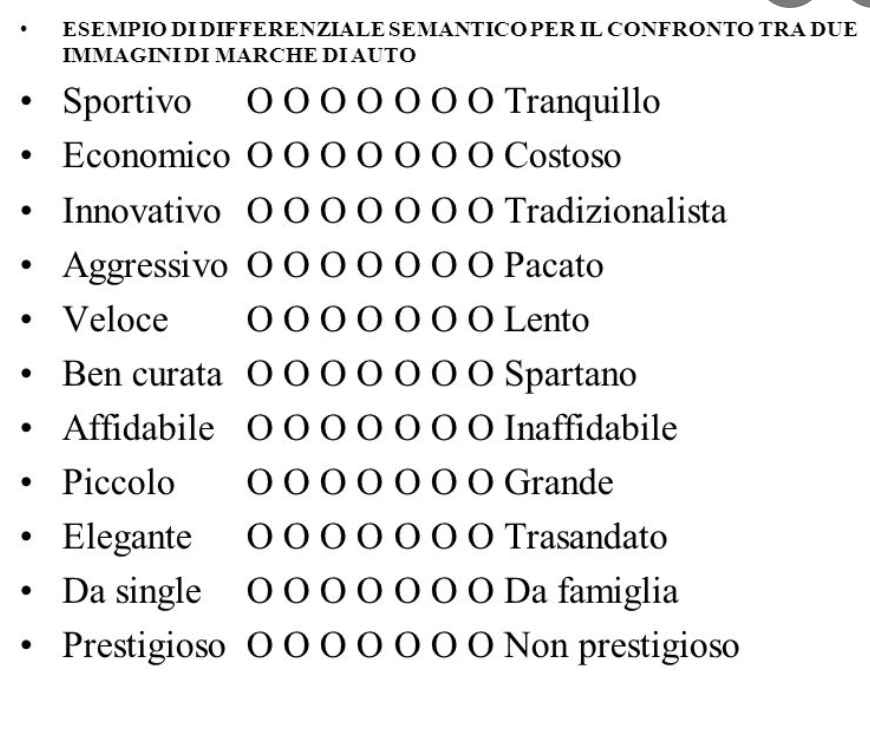 • ESEMPIO DI DIFFERENZIALE SEMANTICO PER IL CONFRONTO TRA DUE
IMMAGINI DI MARCHE DI AUTO
• Sportivo O O O O O O O Tranquillo
• Economico O O O O O O O Costoso
• Innovativo O O O O O O O Tradizionalista
• Aggressivo O O O O O O O Pacato
• Veloce O O O O O O O Lento
• Ben curata O O O O O O O Spartano
• Affidabile O O O O O O O Inaffidabile
• Piccolo O O O O O O O Grande
• Elegante O O O O O O O Trasandato
• Da single O O O O O O O Da famiglia
• Prestigioso O O O O O O O Non prestigioso